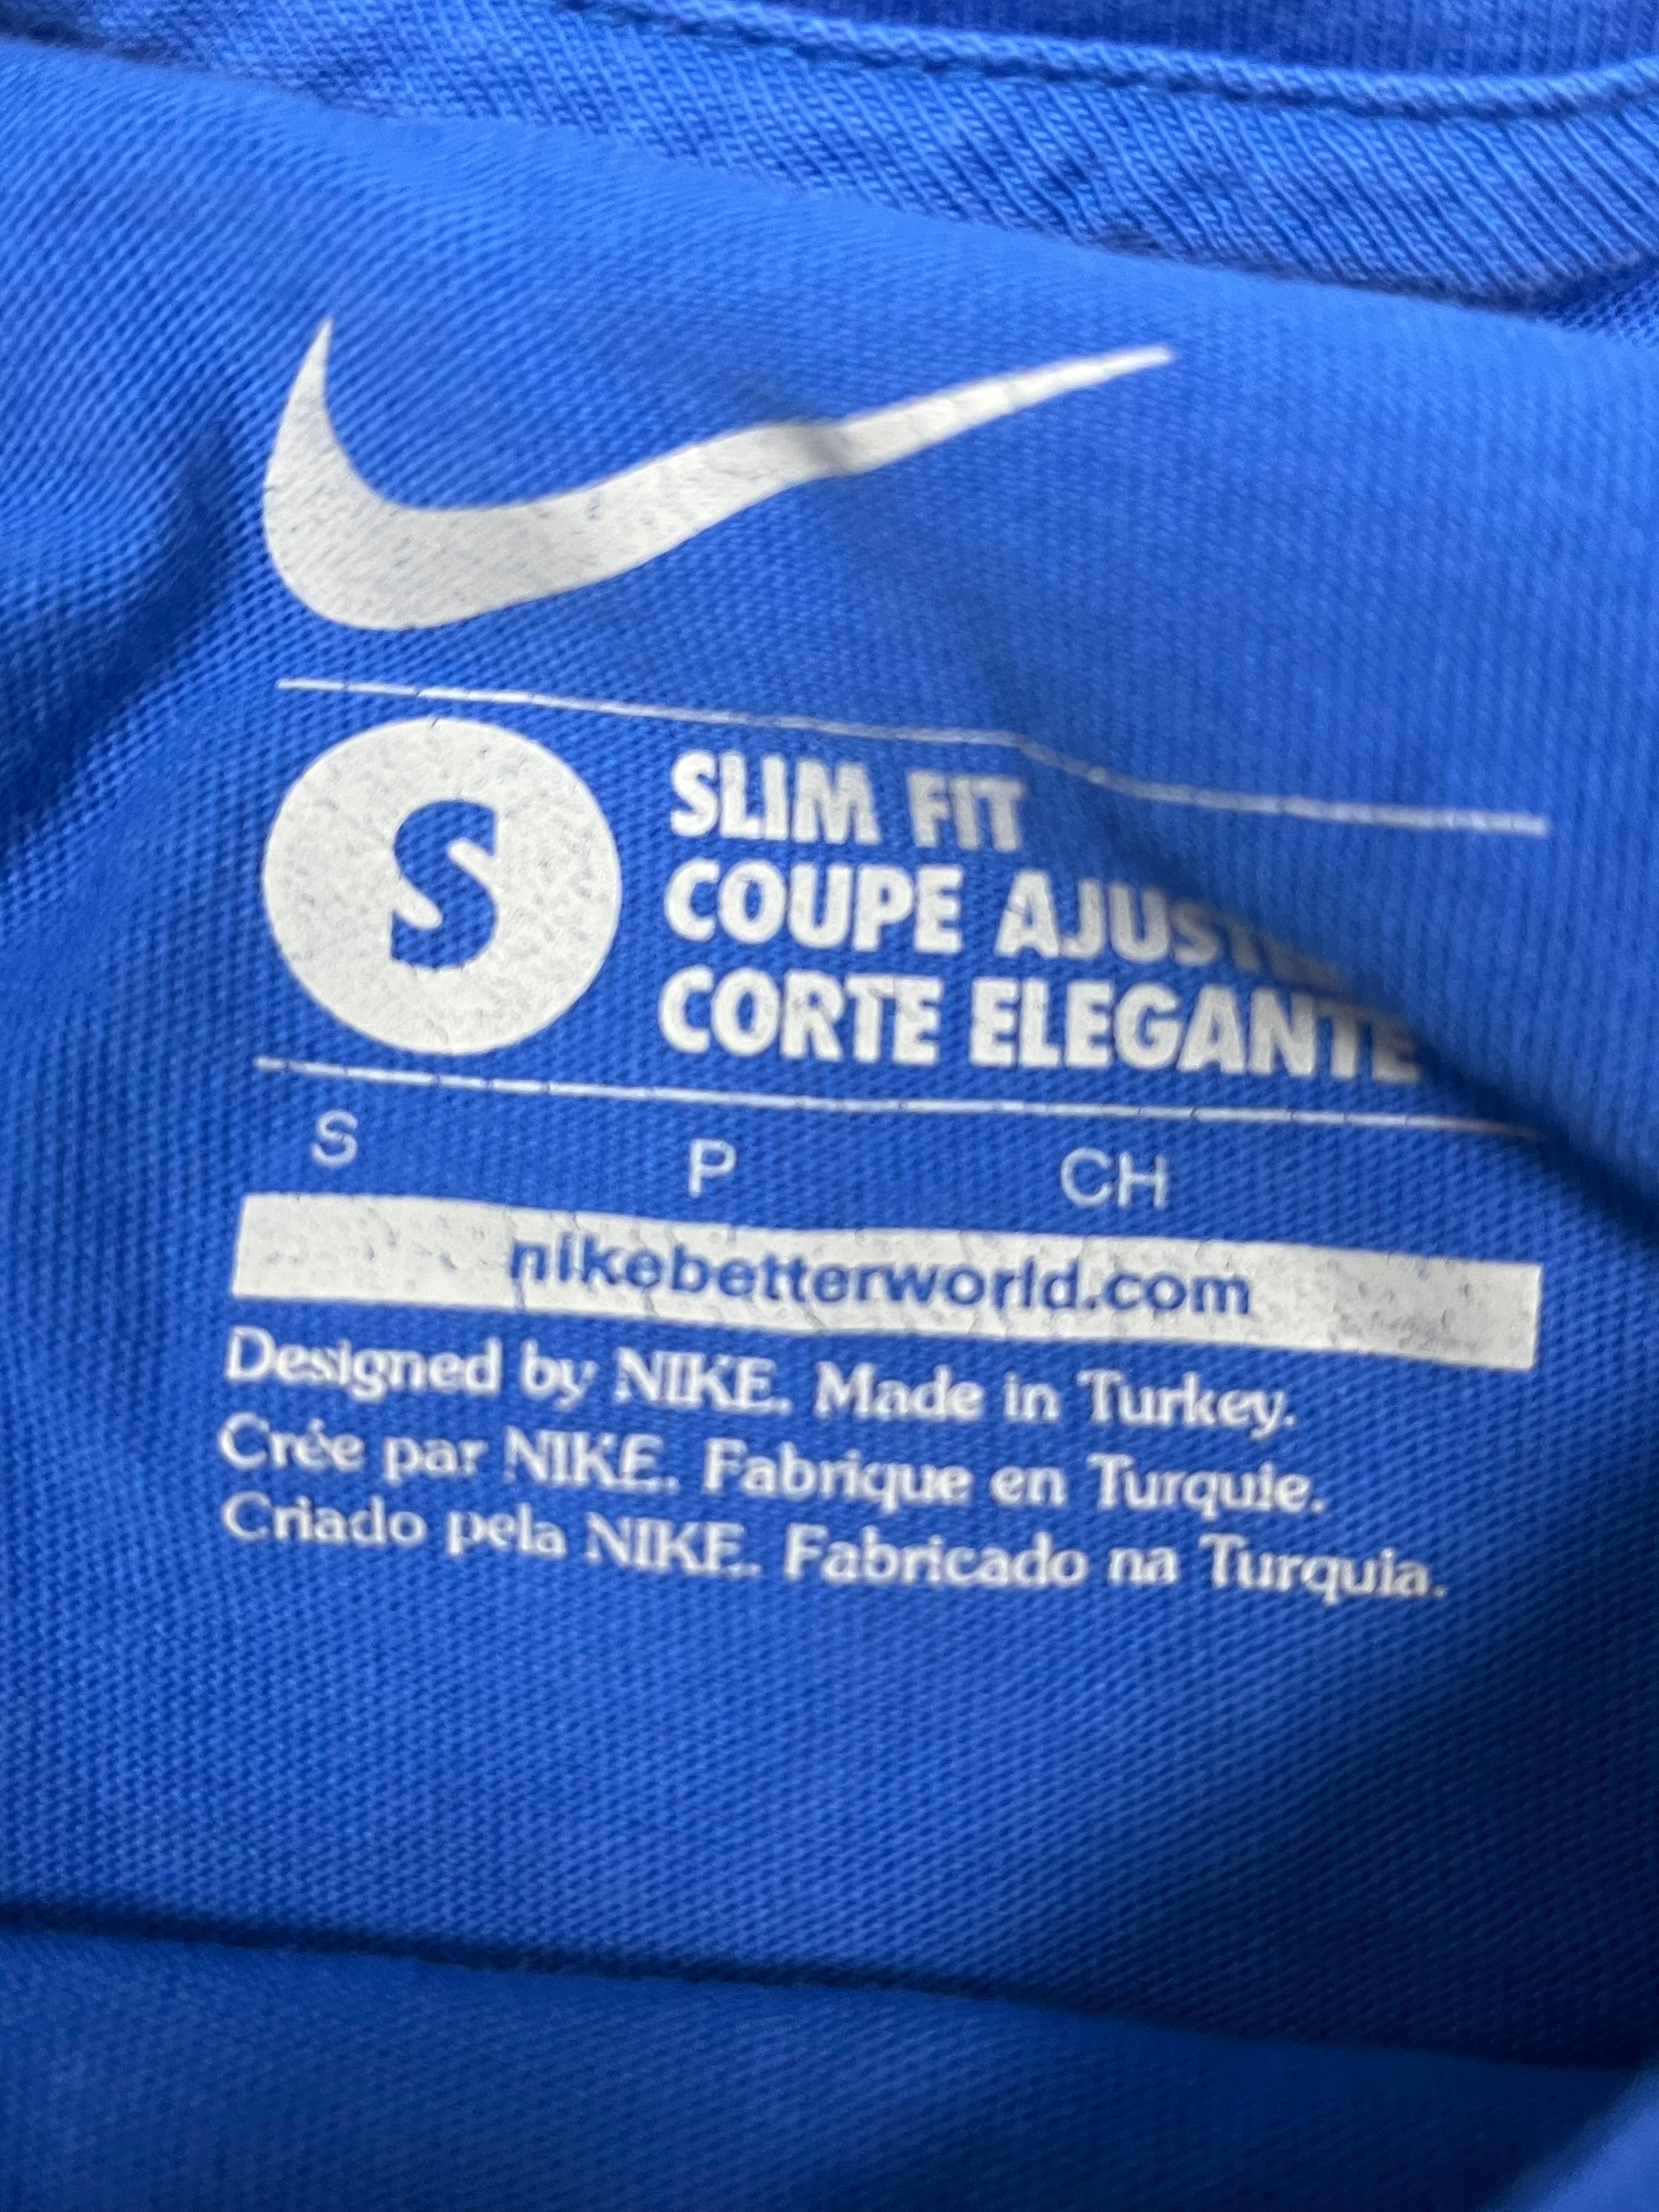 S
SLIM FIT
COUPE AJUSTÉE
CORTE ELEGANTE
S P CH
nikebetterworld.com
Designed by NIKE. Made in Turkey.
Crée par NIKE. Fabrique en Turquie.
Criado pela NIKE. Fabricado na Turquia.